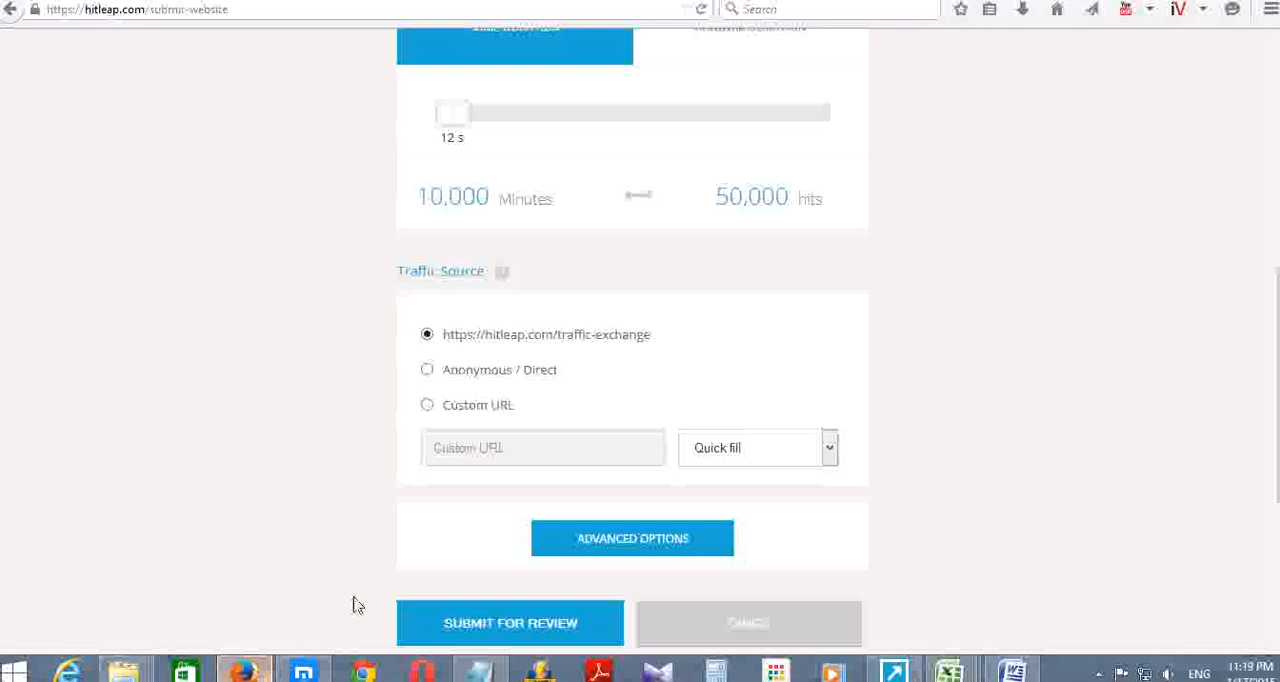 https://hitleap.com/submit-website
Search
12 s
10,000 Minutes
50,000 hits
Traffic Source
https://hitleap.com/traffic-exchange
Anonymous / Direct
Custom URL
Custom URL
Quick fill
ADVANCED OPTIONS
SUBMIT FOR REVIEW
CANCEL
ENG
11:19 PM